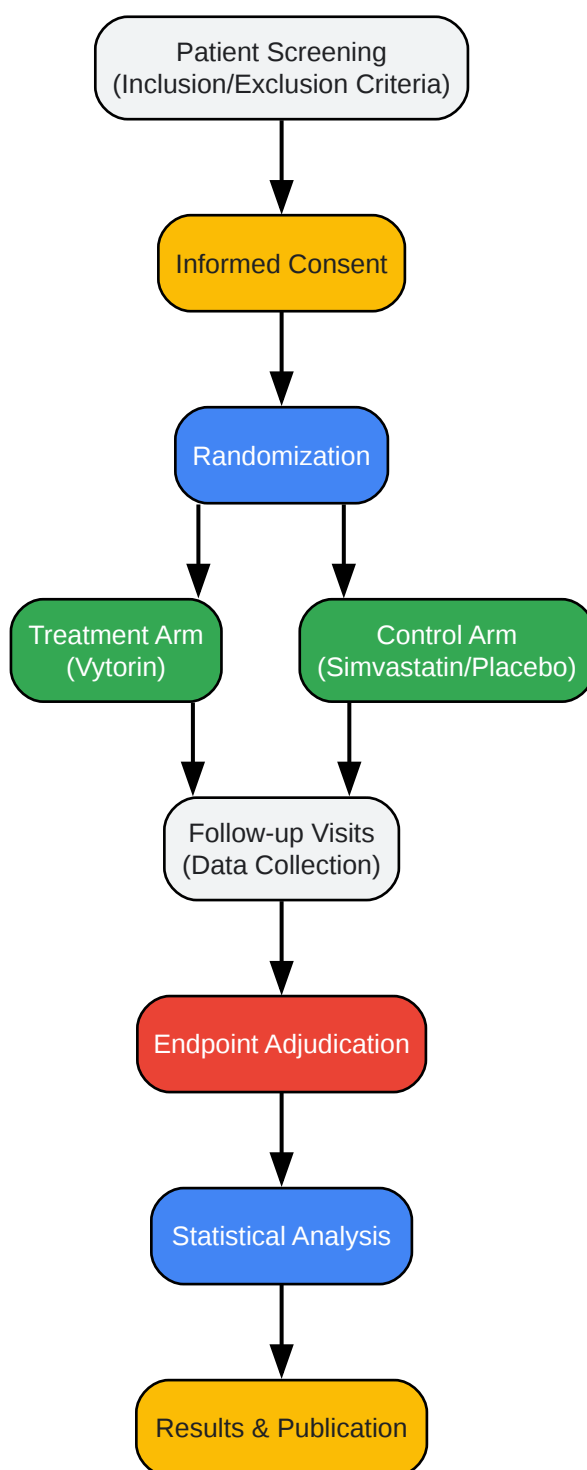 Patient Screening
(Inclusion/Exclusion Criteria)
Informed Consent
Randomization
Treatment Arm
(Vytorin)
Control Arm
(Simvastatin/Placebo)
Follow-up Visits
(Data Collection)
Endpoint Adjudication
Statistical Analysis
Results & Publication